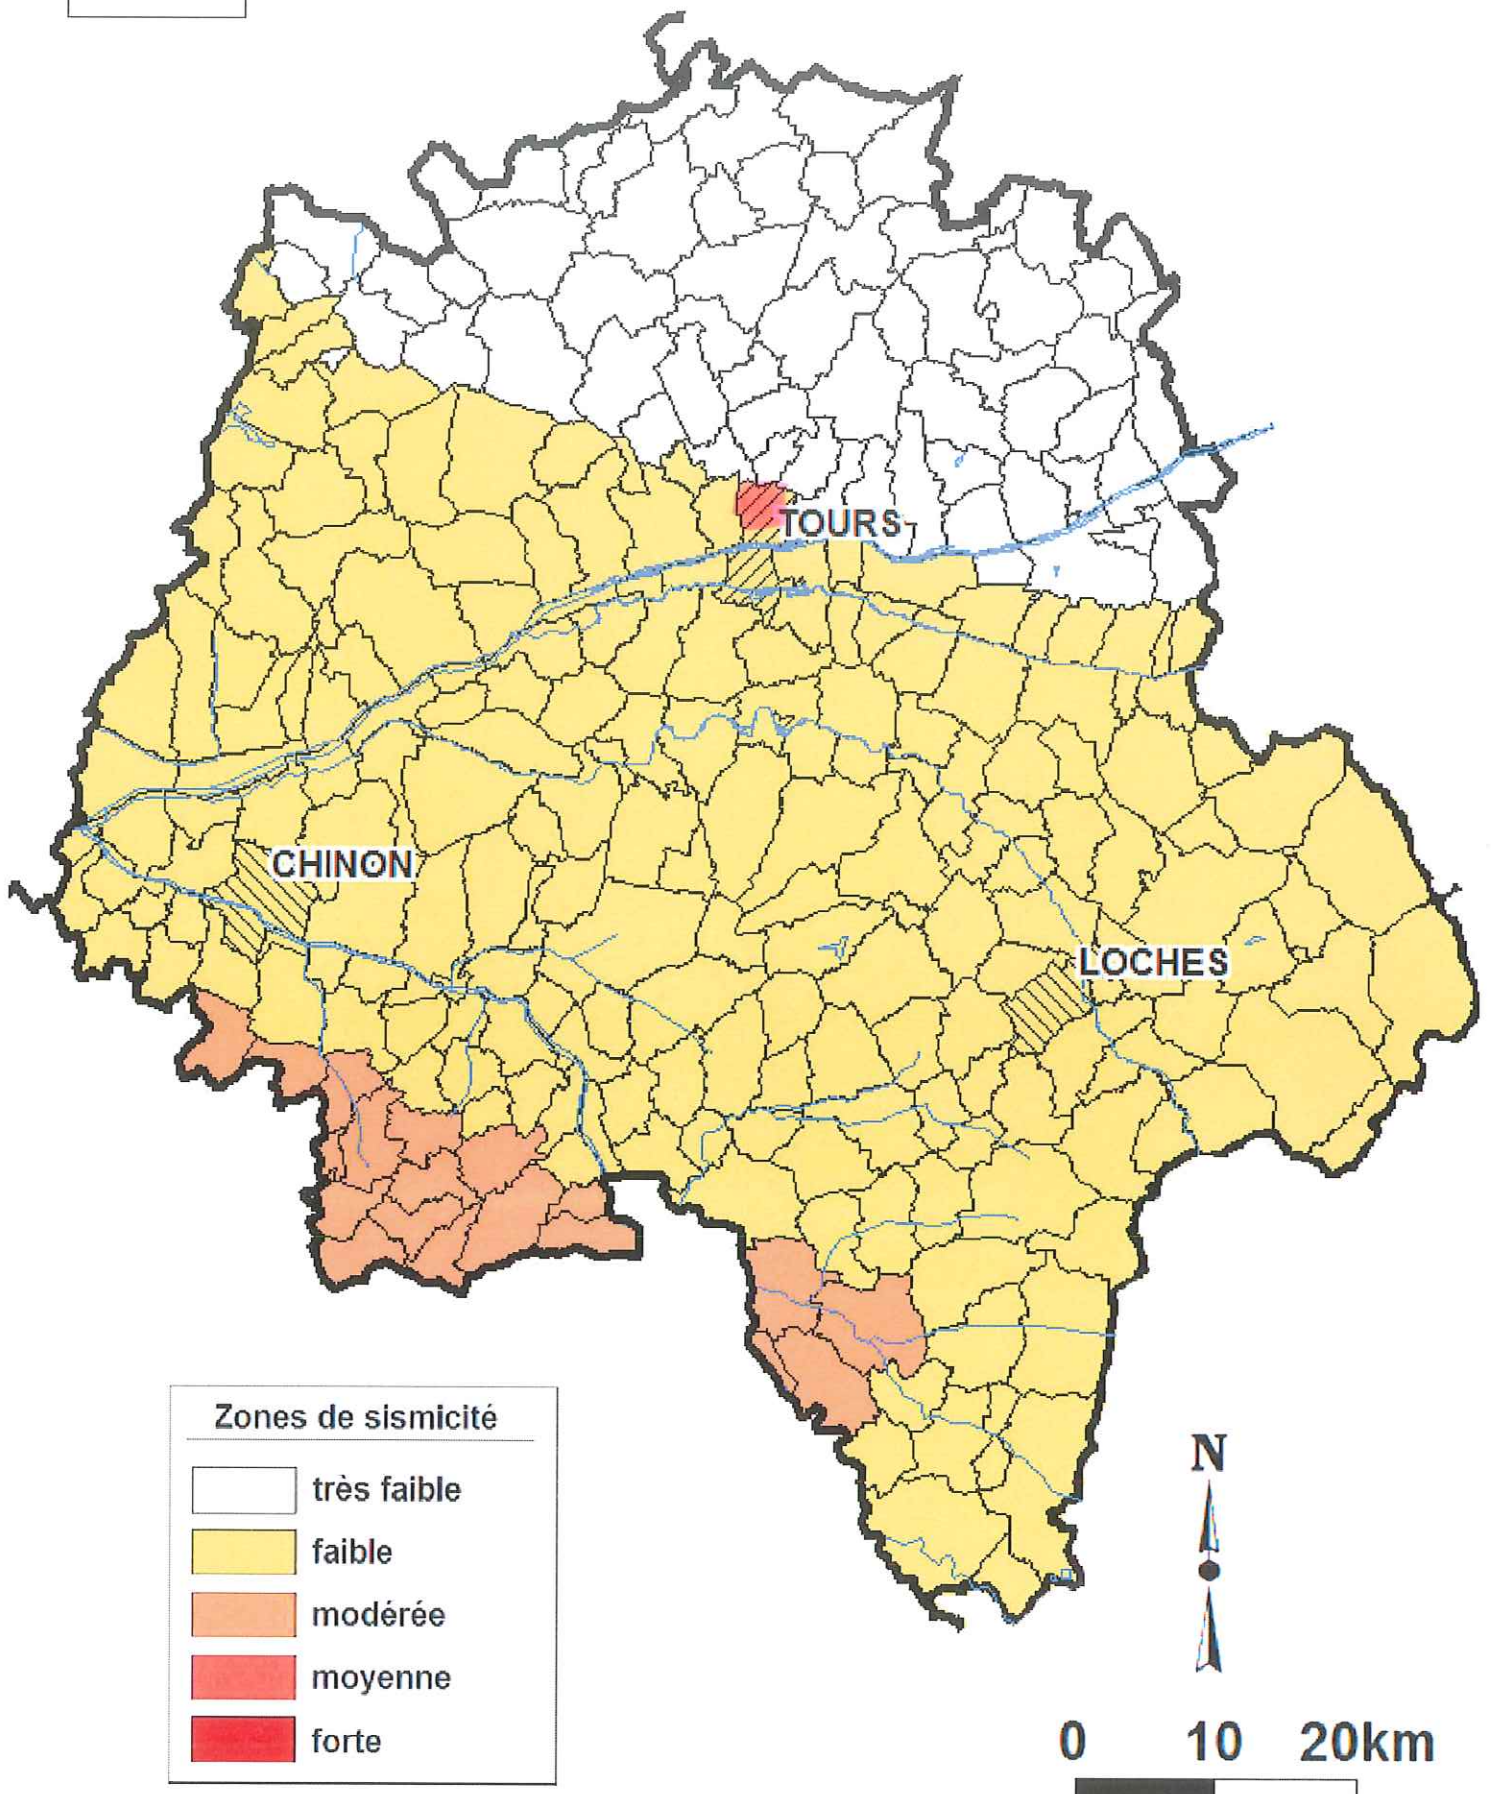 TOURS
CHINON
LOCHES
Zones de sismicité
très faible
faible
modérée
moyenne
forte
N
0 10 20km